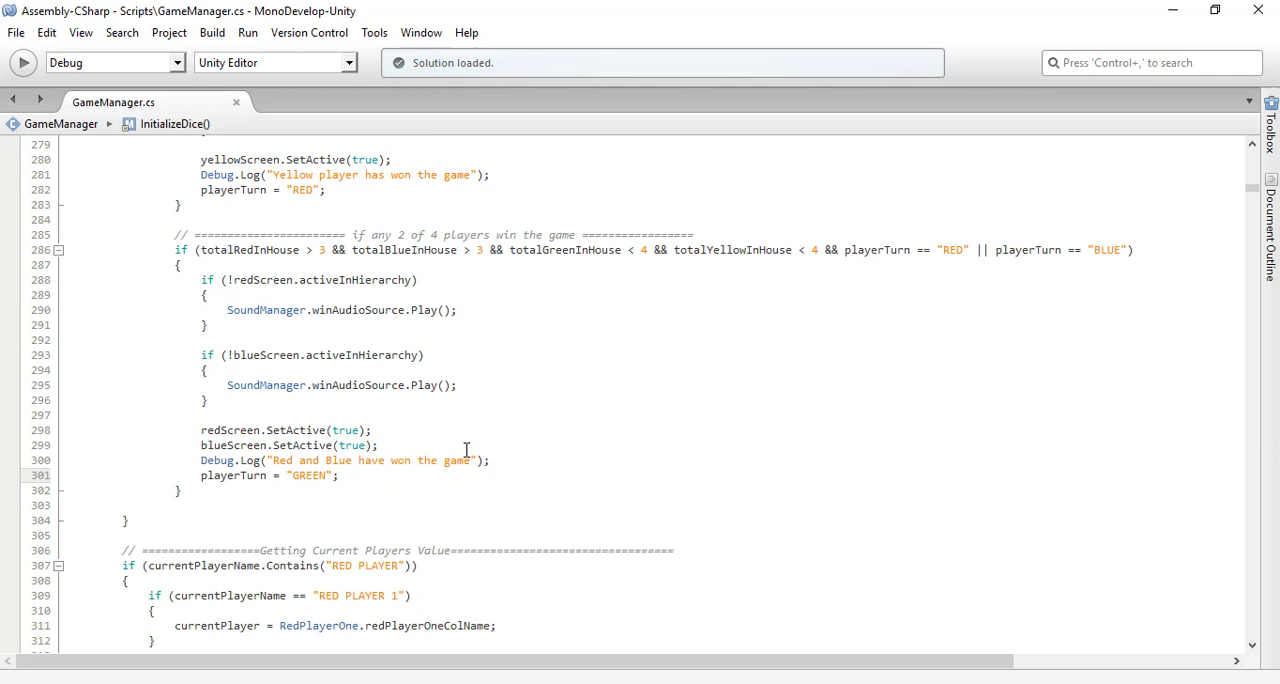 Assembly-CSharp - Scripts\GameManager.cs - MonoDevelop-Unity
File Edit View Search Project Build Run Version Control Tools Window Help
Debug Unity Editor Solution loaded. Press 'Control+,' to search
GameManager.cs
GameManager InitializeDice()
Toolbox
Document Outline
279
280 yellowScreen.SetActive(true);
281 Debug.Log("Yellow player has won the game");
282 playerTurn = "RED";
283 }
284
285 // ======================= if any 2 of 4 players win the game =================
286 if (totalRedInHouse > 3 && totalBlueInHouse > 3 && totalGreenInHouse < 4 && totalYellowInHouse < 4 && playerTurn == "RED" || playerTurn == "BLUE")
287 {
288 if (!redScreen.activeInHierarchy)
289 {
290 SoundManager.winAudioSource.Play();
291 }
292
293 if (!blueScreen.activeInHierarchy)
294 {
295 SoundManager.winAudioSource.Play();
296 }
297
298 redScreen.SetActive(true);
299 blueScreen.SetActive(true);
300 Debug.Log("Red and Blue have won the game");
301 playerTurn = "GREEN";
302 }
303
304 }
305
306 // ==================Getting Current Players Value==================================
307 if (currentPlayerName.Contains("RED PLAYER"))
308 {
309 if (currentPlayerName == "RED PLAYER 1")
310 {
311 currentPlayer = RedPlayerOne.redPlayerOneColName;
312 }